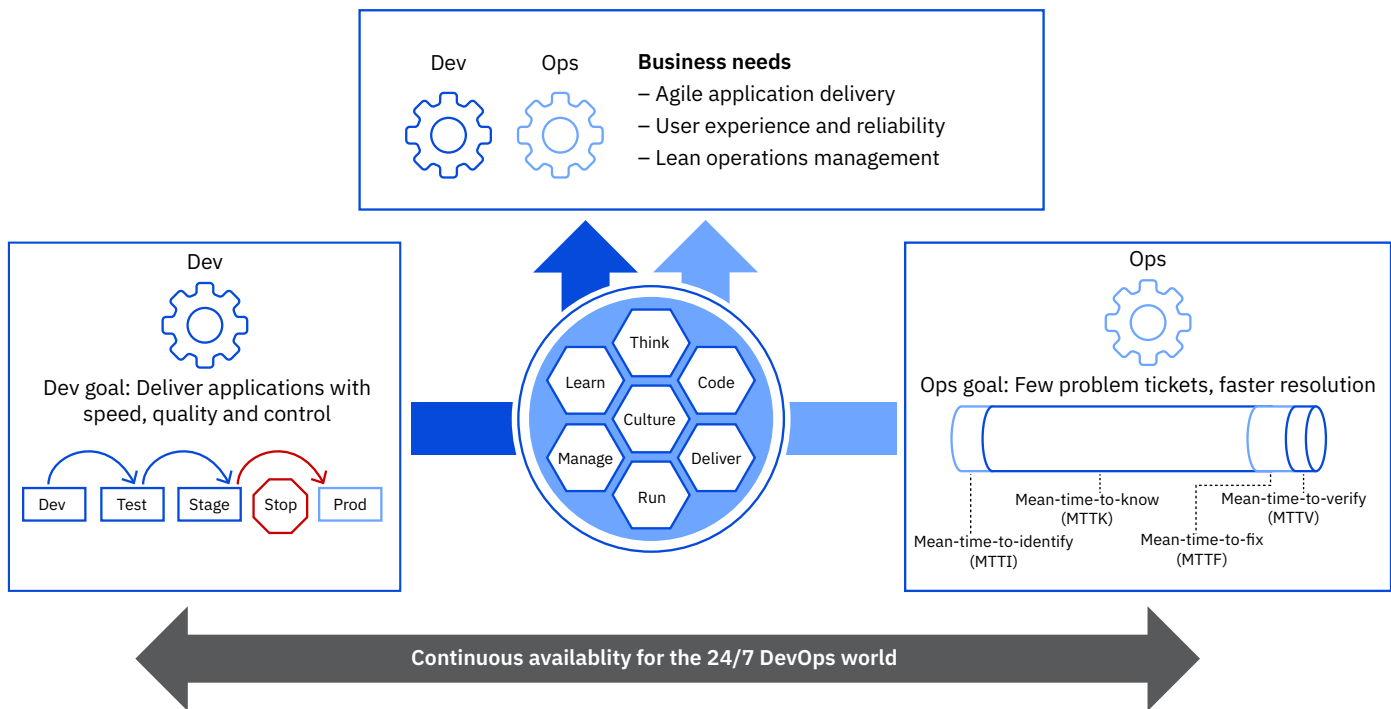 Dev
Ops
Business needs
– Agile application delivery
– User experience and reliability
– Lean operations management
Dev
Dev goal: Deliver applications with
speed, quality and control
Dev
Test
Stage
Stop
Prod
Think
Learn
Code
Culture
Manage
Deliver
Run
Ops
Ops goal: Few problem tickets, faster resolution
Mean-time-to-know
(MTTK)
Mean-time-to-verify
(MTTV)
Mean-time-to-identify
(MTTI)
Mean-time-to-fix
(MTTF)
Continuous availablity for the 24/7 DevOps world